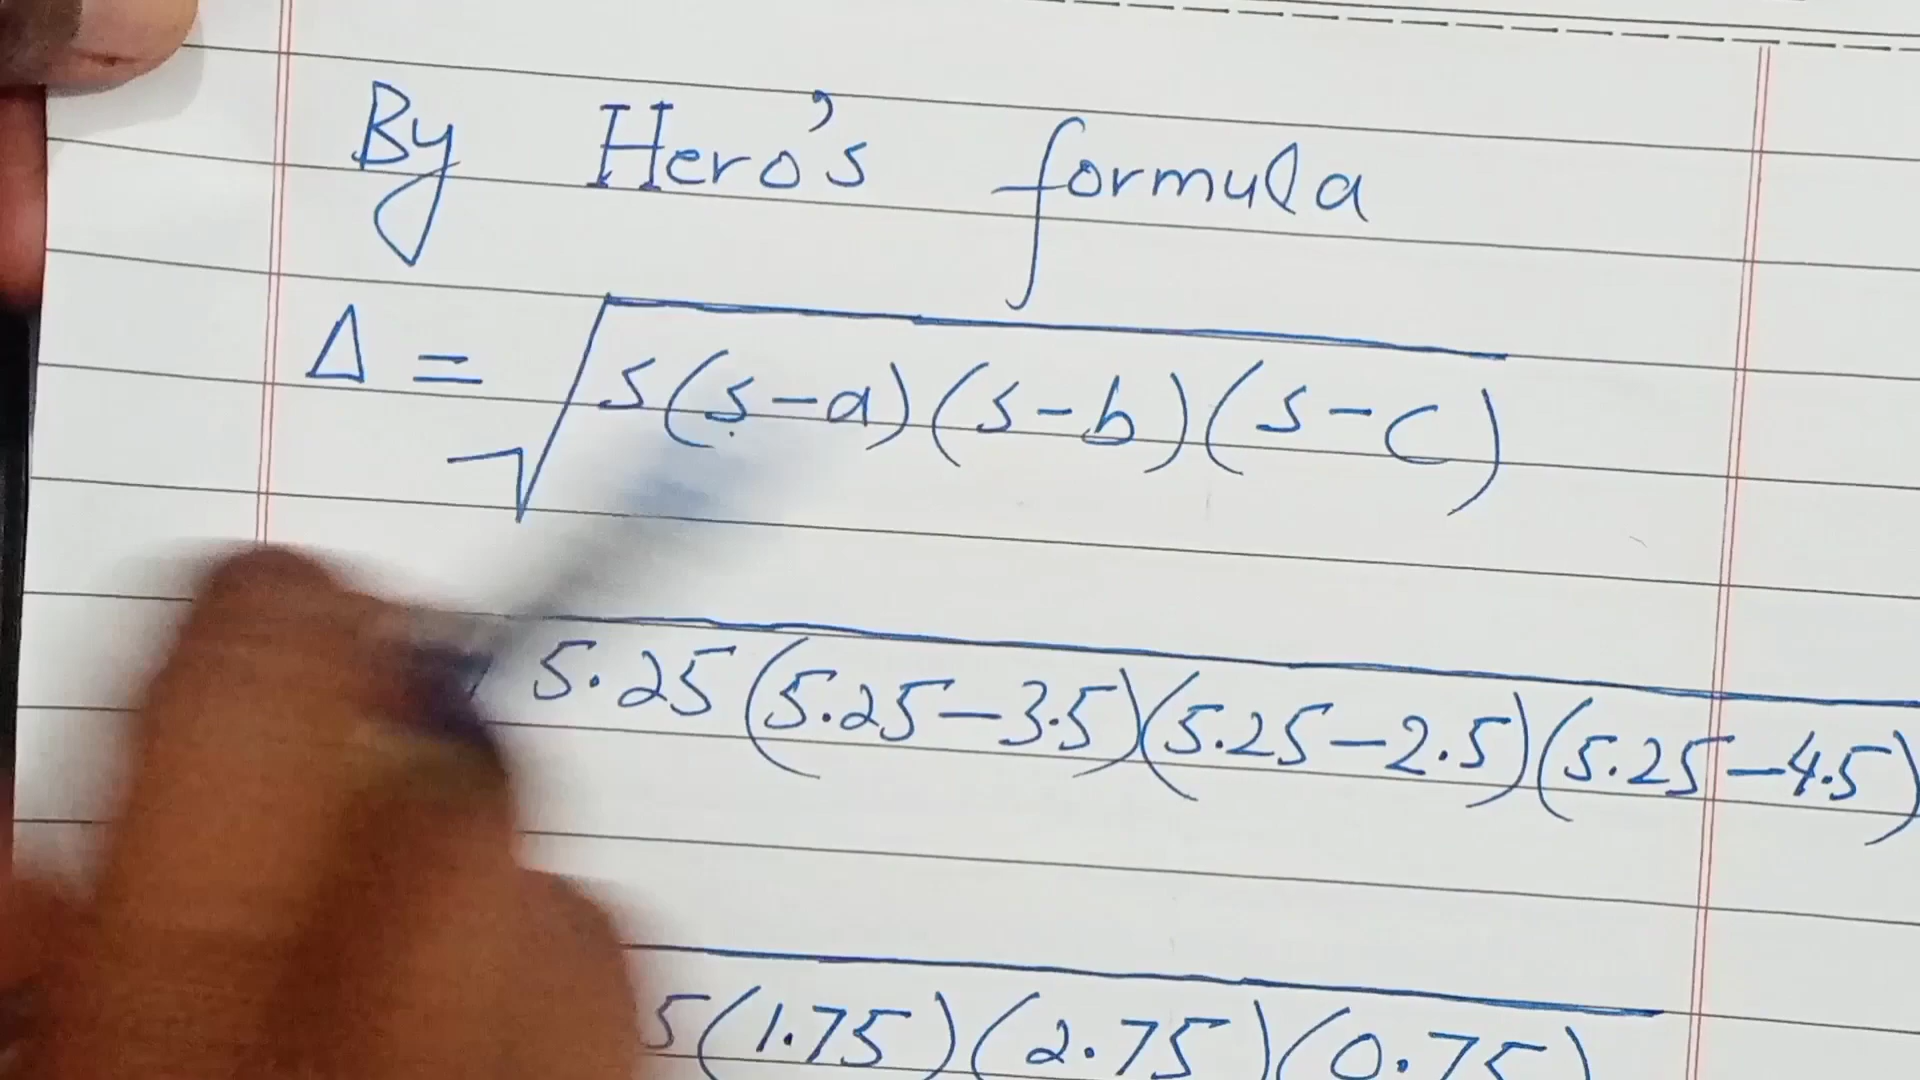 By Hero's formula
Δ = √s(s-a)(s-b)(s-c)
5.25(5.25-3.5)(5.25-2.5)(5.25-4.5)
5(1.75)(2.75)(0.75)